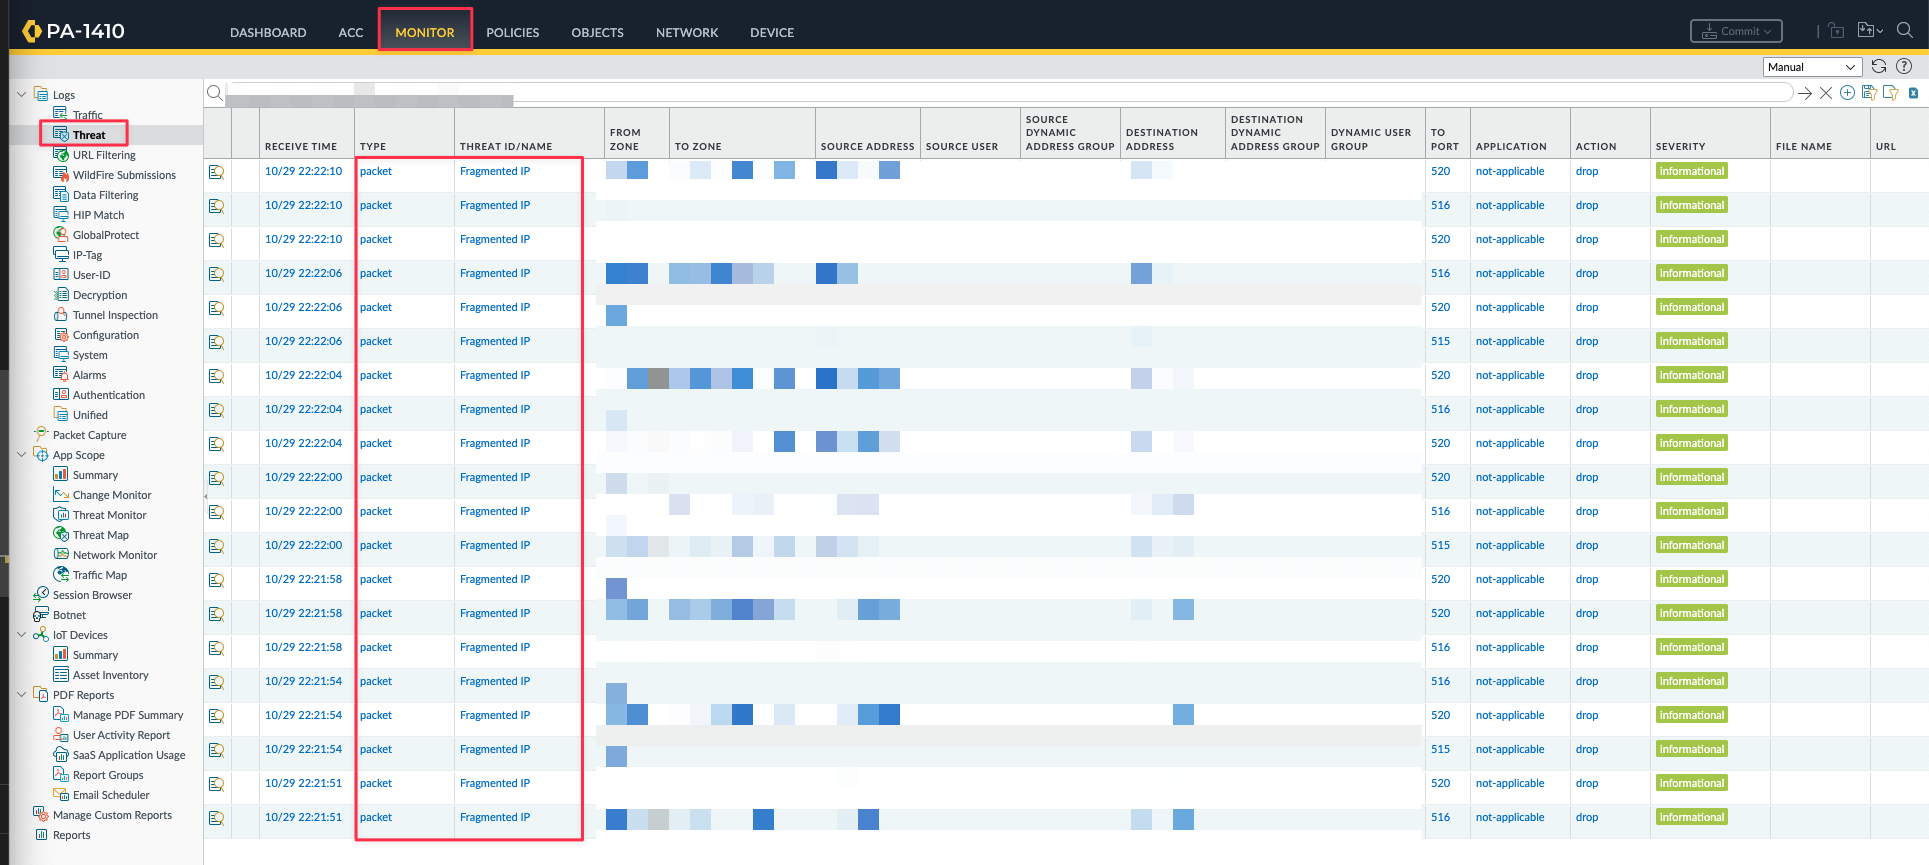 PA-1410
DASHBOARD ACC MONITOR POLICIES OBJECTS NETWORK DEVICE
Commit
Manual
Logs
Traffic
Threat
URL Filtering
WildFire Submissions
Data Filtering
HIP Match
GlobalProtect
IP-Tag
User-ID
Decryption
Tunnel Inspection
Configuration
System
Alarms
Authentication
Unified
Packet Capture
App Scope
Summary
Change Monitor
Threat Monitor
Threat Map
Network Monitor
Traffic Map
Session Browser
Botnet
IoT Devices
Summary
Asset Inventory
PDF Reports
Manage PDF Summary
User Activity Report
SaaS Application Usage
Report Groups
Email Scheduler
Manage Custom Reports
Reports
RECEIVE TIME TYPE THREAT ID/NAME FROM ZONE TO ZONE SOURCE ADDRESS SOURCE USER SOURCE DYNAMIC ADDRESS GROUP DESTINATION ADDRESS DESTINATION DYNAMIC ADDRESS GROUP DYNAMIC USER GROUP TO PORT APPLICATION ACTION SEVERITY FILE NAME URL
10/29 22:22:10 packet Fragmented IP 520 not-applicable drop informational
10/29 22:22:10 packet Fragmented IP 516 not-applicable drop informational
10/29 22:22:10 packet Fragmented IP 520 not-applicable drop informational
10/29 22:22:06 packet Fragmented IP 516 not-applicable drop informational
10/29 22:22:06 packet Fragmented IP 520 not-applicable drop informational
10/29 22:22:06 packet Fragmented IP 515 not-applicable drop informational
10/29 22:22:04 packet Fragmented IP 520 not-applicable drop informational
10/29 22:22:04 packet Fragmented IP 516 not-applicable drop informational
10/29 22:22:04 packet Fragmented IP 520 not-applicable drop informational
10/29 22:22:00 packet Fragmented IP 520 not-applicable drop informational
10/29 22:22:00 packet Fragmented IP 516 not-applicable drop informational
10/29 22:22:00 packet Fragmented IP 515 not-applicable drop informational
10/29 22:21:58 packet Fragmented IP 520 not-applicable drop informational
10/29 22:21:58 packet Fragmented IP 520 not-applicable drop informational
10/29 22:21:58 packet Fragmented IP 516 not-applicable drop informational
10/29 22:21:54 packet Fragmented IP 516 not-applicable drop informational
10/29 22:21:54 packet Fragmented IP 520 not-applicable drop informational
10/29 22:21:54 packet Fragmented IP 515 not-applicable drop informational
10/29 22:21:51 packet Fragmented IP 520 not-applicable drop informational
10/29 22:21:51 packet Fragmented IP 516 not-applicable drop informational